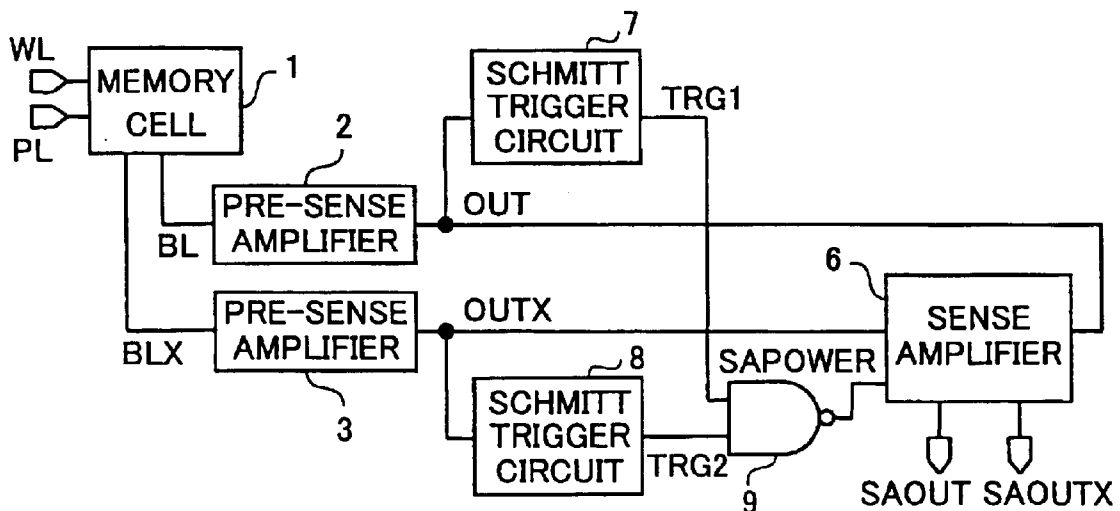 WL
PL
MEMORY
CELL
1
2
PRE-SENSE
AMPLIFIER
BL
OUT
7
SCHMITT
TRIGGER
CIRCUIT
TRG1
PRE-SENSE
AMPLIFIER
BLX
3
OUTX
8
SCHMITT
TRIGGER
CIRCUIT
TRG2
SAPOWER
9
6
SENSE
AMPLIFIER
SAOUT SAOUTX